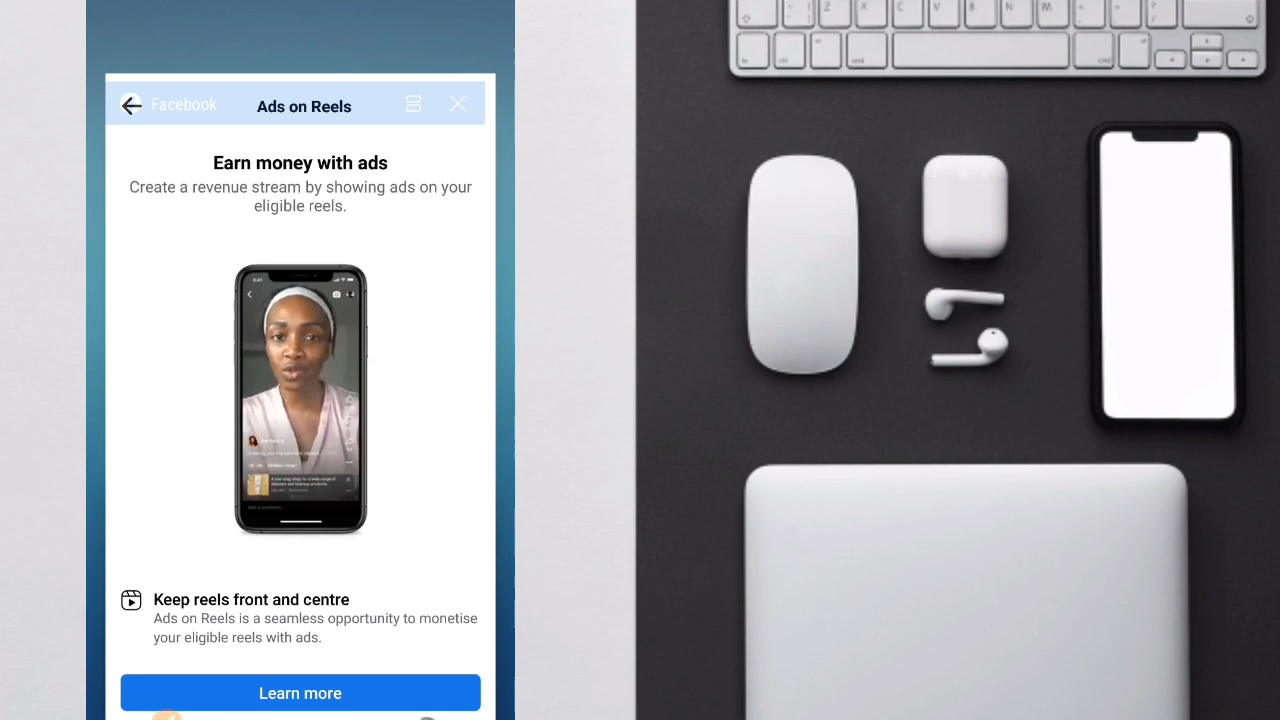 Facebook
Ads on Reels
Earn money with ads
Create a revenue stream by showing ads on your
eligible reels.
Keep reels front and centre
Ads on Reels is a seamless opportunity to monetise
your eligible reels with ads.
Learn more